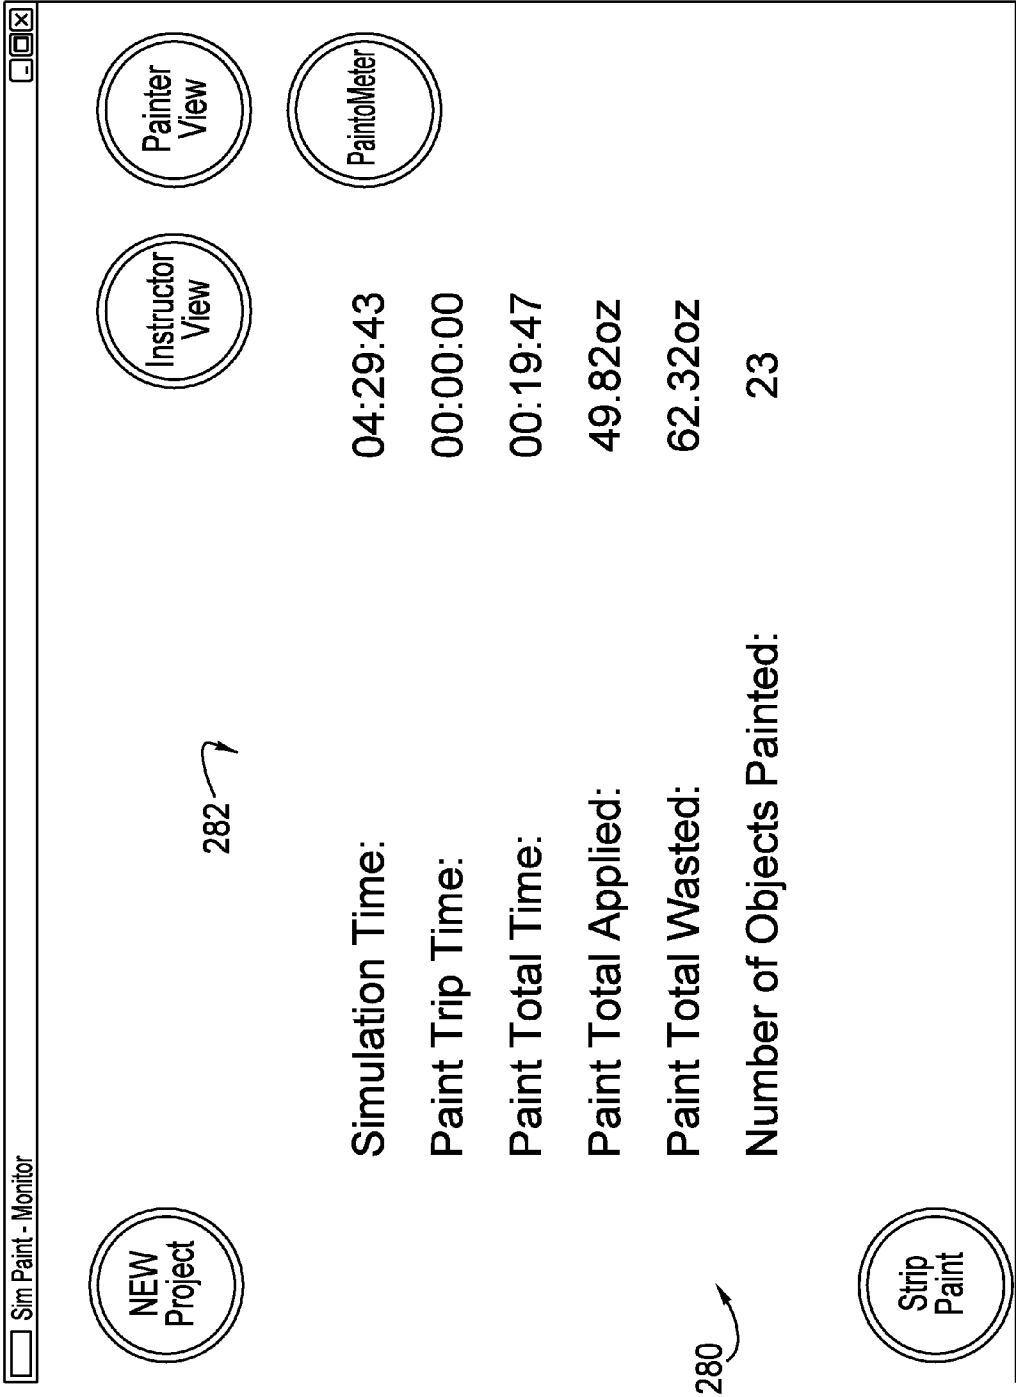 Sim Paint - Monitor
NEW
Project
Instructor
View
Painter
View
PaintoMeter
282
Simulation Time: 04:29:43
Paint Trip Time: 00:00:00
Paint Total Time: 00:19:47
Paint Total Applied: 49.82oz
Paint Total Wasted: 62.32oz
Number of Objects Painted: 23
280
Strip
Paint